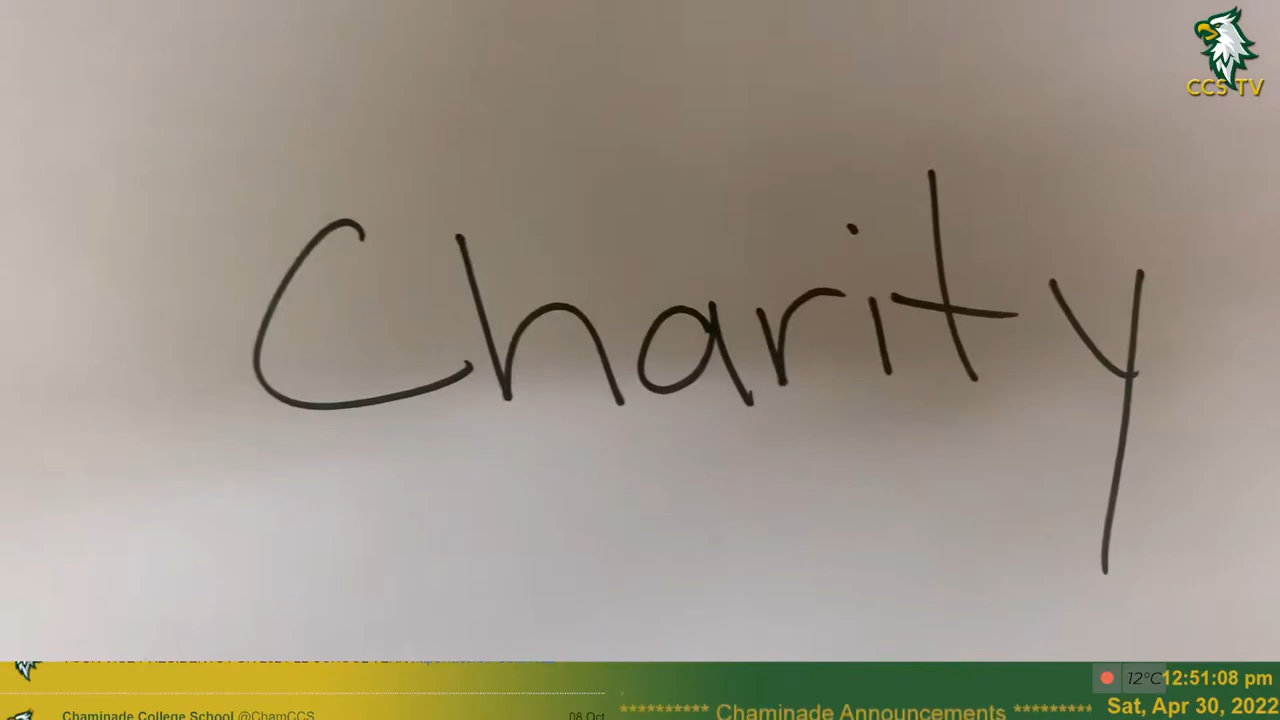 CCS TV
Charity
12°C
12:51:08 pm
Chaminade College School @ChamCCS
08 Oct
********** Chaminade Announcements *********
Sat, Apr 30, 2022